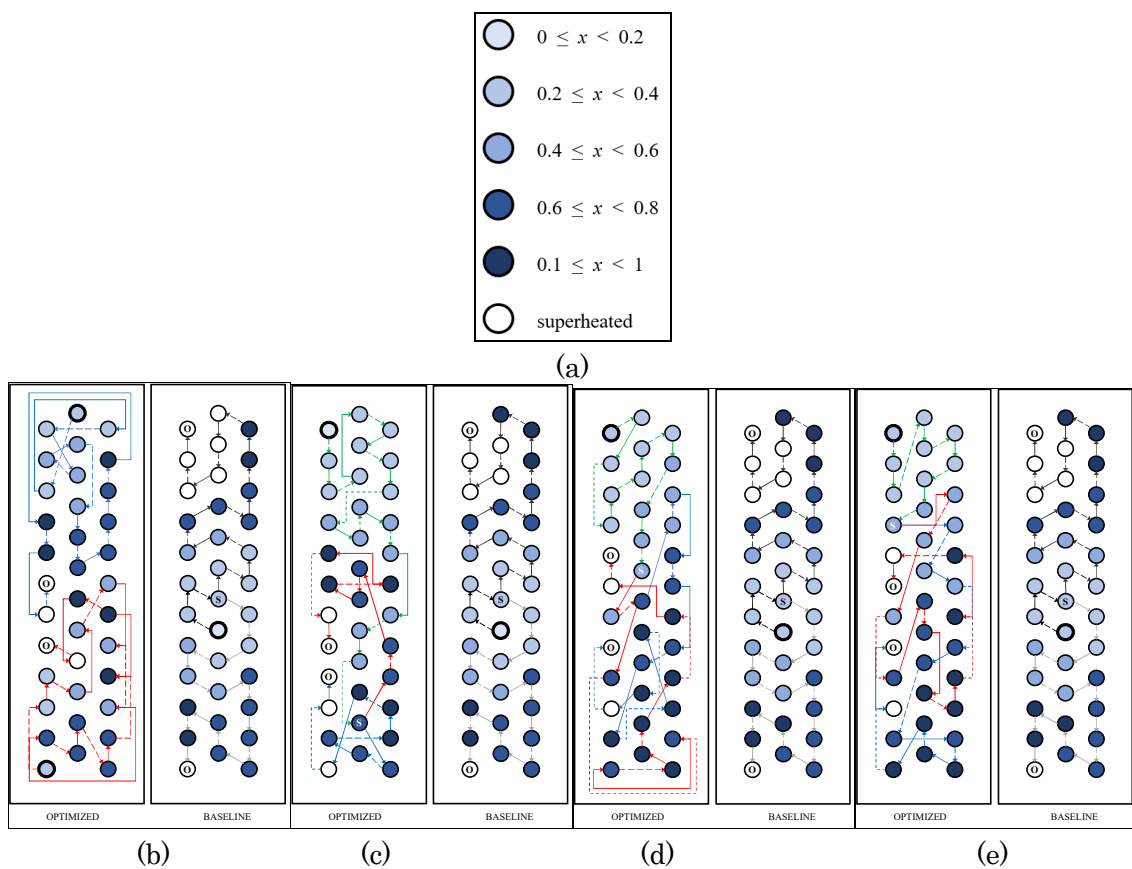 0 ≤ x < 0.2
0.2 ≤ x < 0.4
0.4 ≤ x < 0.6
0.6 ≤ x < 0.8
0.1 ≤ x < 1
superheated
(a)
O
O
OPTIMIZED
O
S
O
BASELINE
(b)
O
S
OPTIMIZED
O
S
O
BASELINE
(c)
O
S
O
OPTIMIZED
O
S
O
BASELINE
(d)
S
O
O
OPTIMIZED
O
S
O
BASELINE
(e)